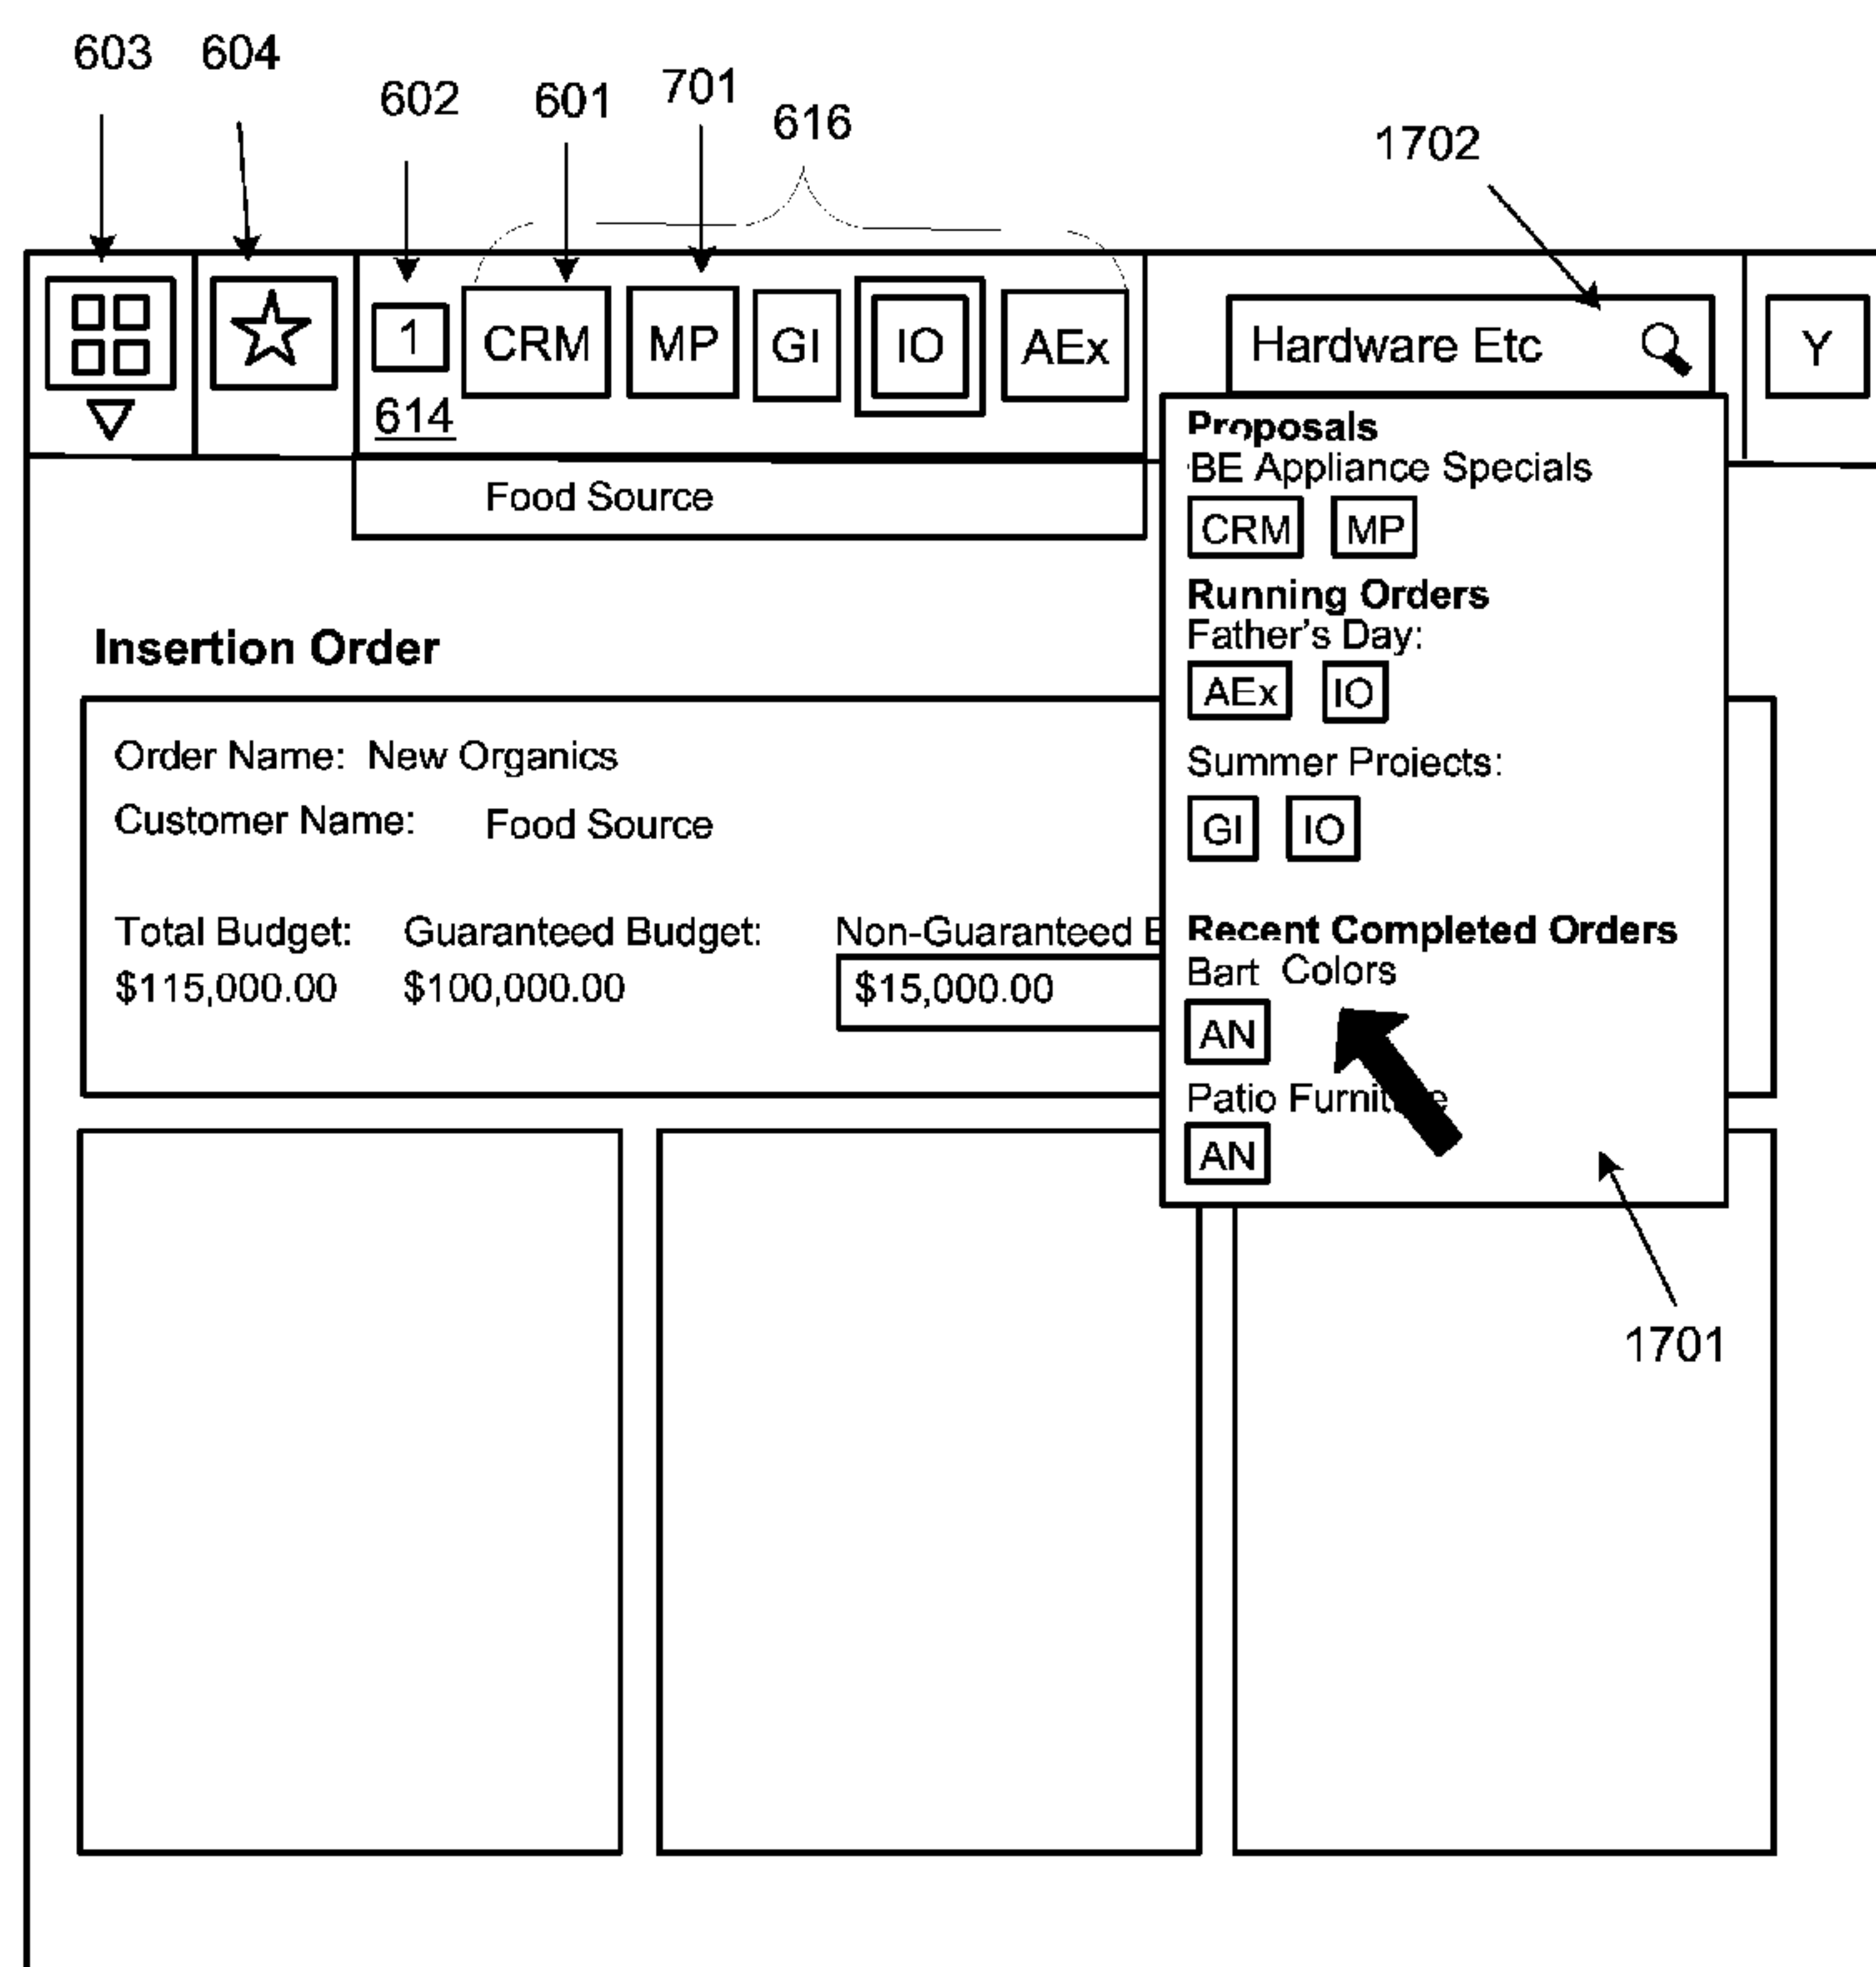 603 604
602 601 701 616
1702
1 CRM MP GI IO AEx Hardware Etc Y
614
Food Source
Proposals
BE Appliance Specials
CRM MP
Running Orders
Father's Day:
AEx IO
Summer Proiects:
GI IO
Recent Completed Orders
Bart Colors
AN
Patio Furniture
AN
1701
Insertion Order
Order Name: New Organics
Customer Name: Food Source
Total Budget: Guaranteed Budget: Non-Guaranteed
$115,000.00 $100,000.00 $15,000.00